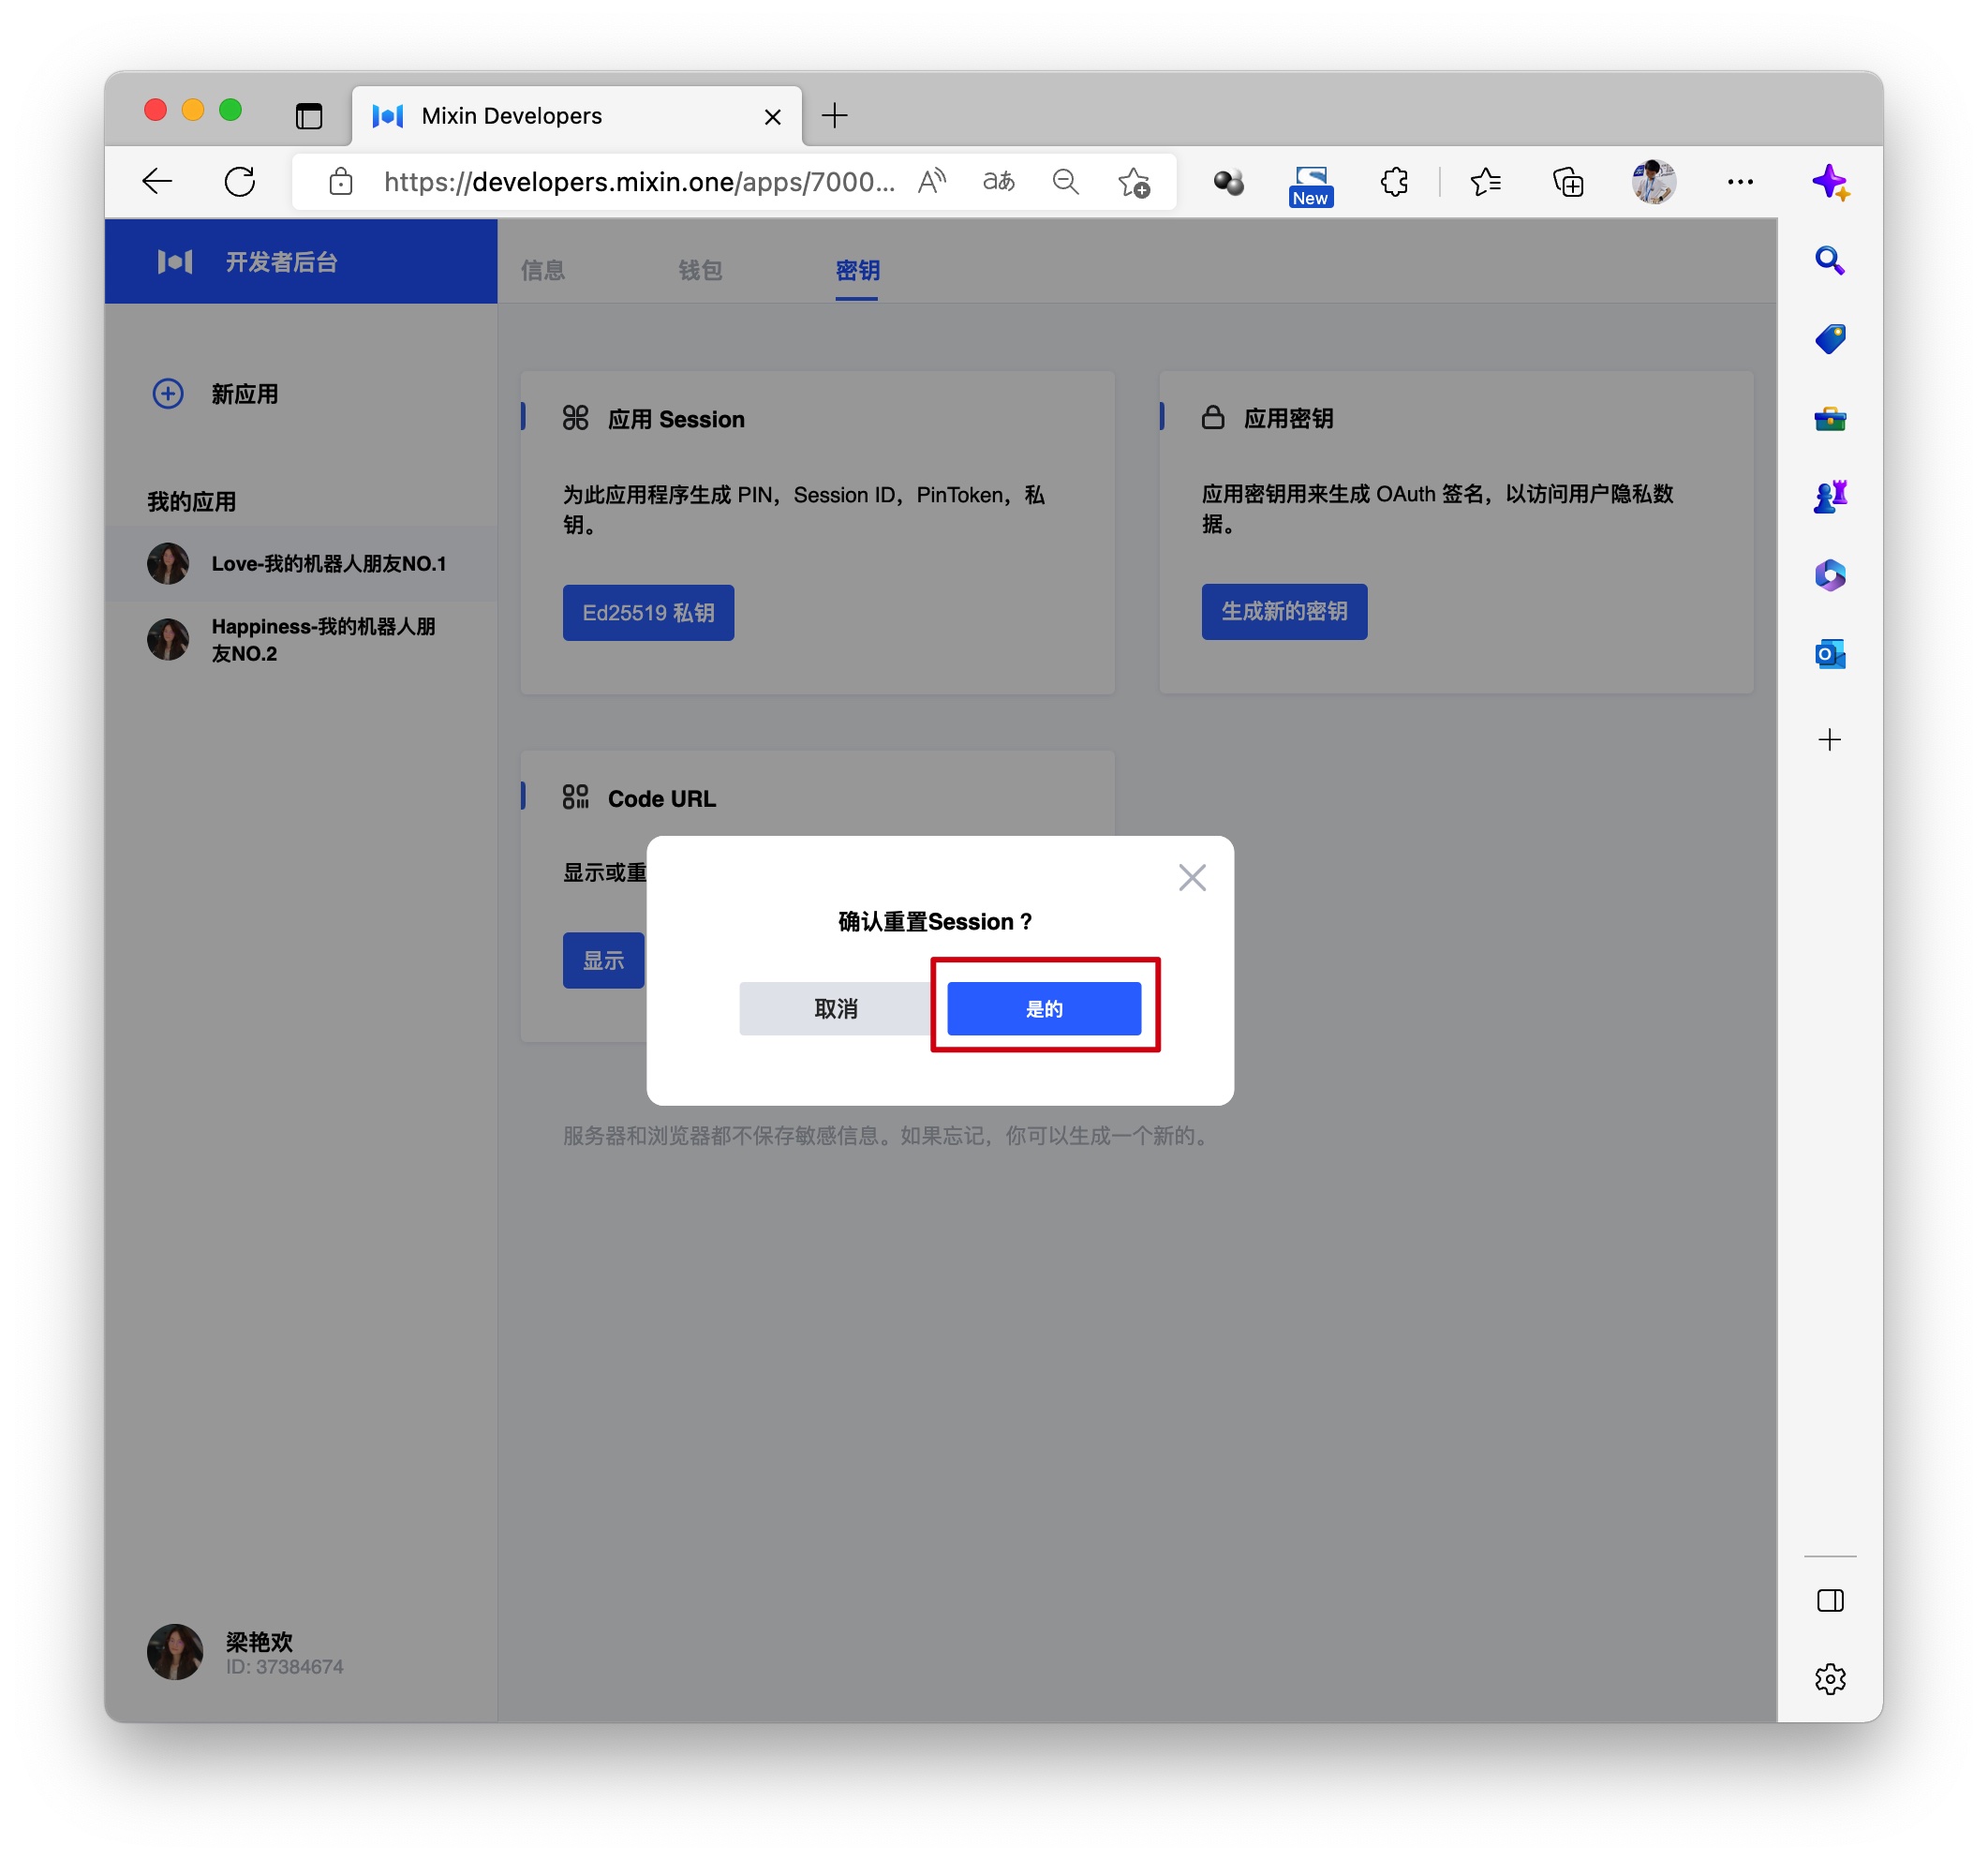 Mixin Developers
https://developers.mixin.one/apps/7000...
A
aあ
New
开发者后台
信息
钱包
密钥
新应用
我的应用
Love-我的机器人朋友NO.1
Happiness-我的机器人朋
友NO.2
应用 Session
为此应用程序生成 PIN，Session ID，PinToken，私
钥。
Ed25519 私钥
应用密钥
应用密钥用来生成 OAuth 签名，以访问用户隐私数
据。
生成新的密钥
Code URL
显示或重
显示
确认重置Session？
取消
是的
服务器和浏览器都不保存敏感信息。如果忘记，你可以生成一个新的。
梁艳欢
ID: 37384674